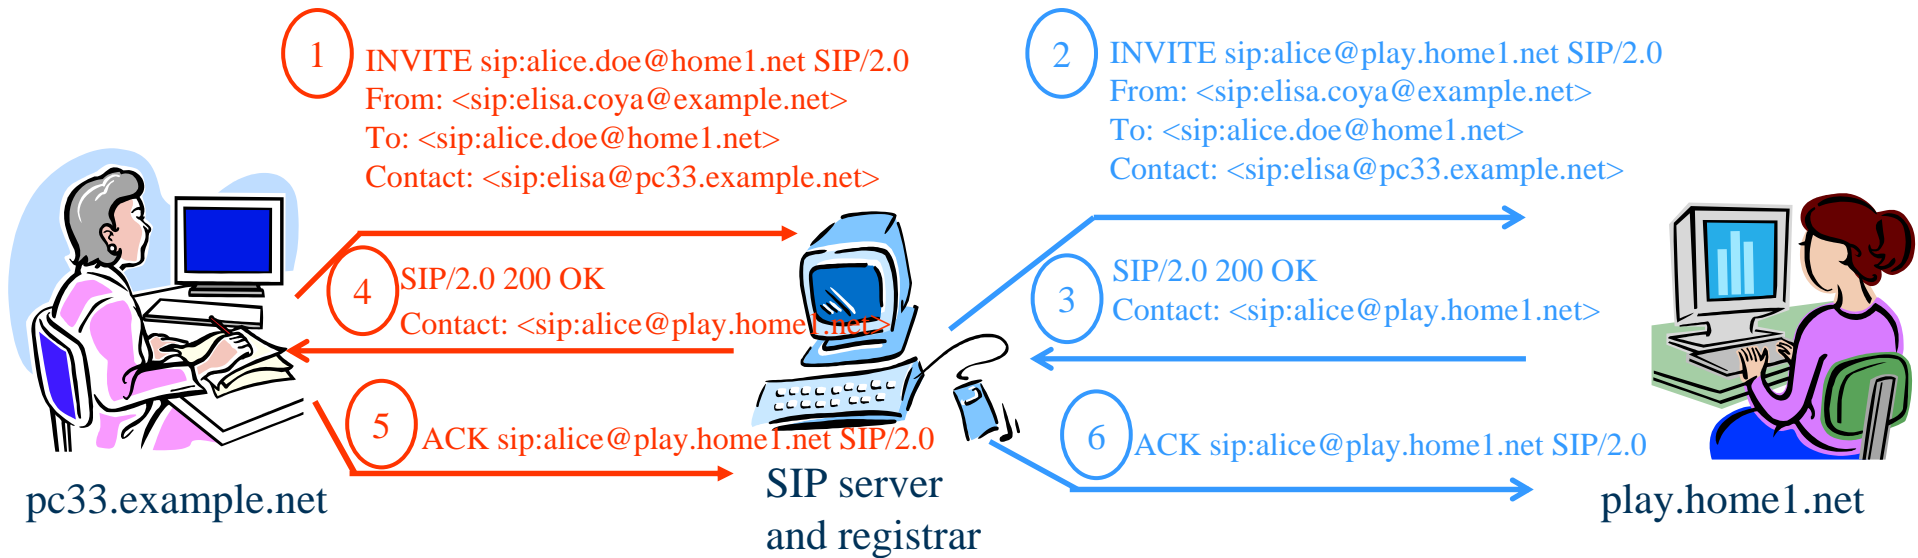 1
INVITE sip:alice.doe@home1.net SIP/2.0
From: <sip:elisa.coya@example.net>
To: <sip:alice.doe@home1.net>
Contact: <sip:elisa@pc33.example.net>
2
INVITE sip:alice@play.home1.net SIP/2.0
From: <sip:elisa.coya@example.net>
To: <sip:alice.doe@home1.net>
Contact: <sip:elisa@pc33.example.net>
4
SIP/2.0 200 OK
Contact: <sip:alice@play.home1.net>
3
SIP/2.0 200 OK
Contact: <sip:alice@play.home1.net>
5
ACK sip:alice@play.home1.net SIP/2.0
6
ACK sip:alice@play.home1.net SIP/2.0
pc33.example.net
SIP server
and registrar
play.home1.net